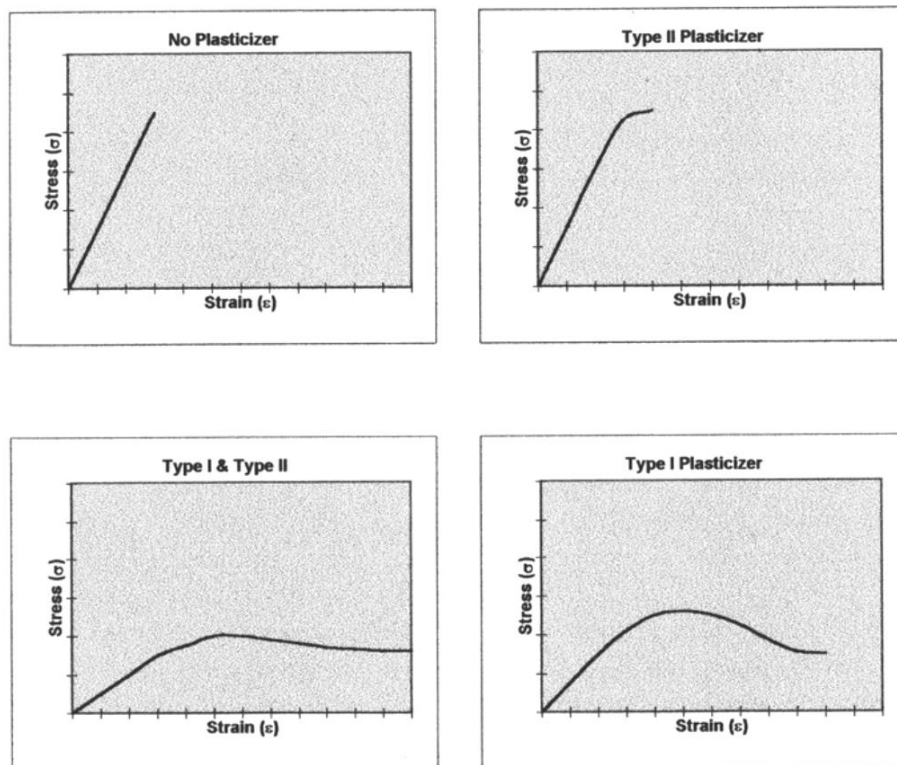 No Plasticizer
Stress (σ)
Strain (ε)
Type II Plasticizer
Stress (σ)
Strain (ε)
Type I & Type II
Stress (σ)
Strain (ε)
Type I Plasticizer
Stress (σ)
Strain (ε)